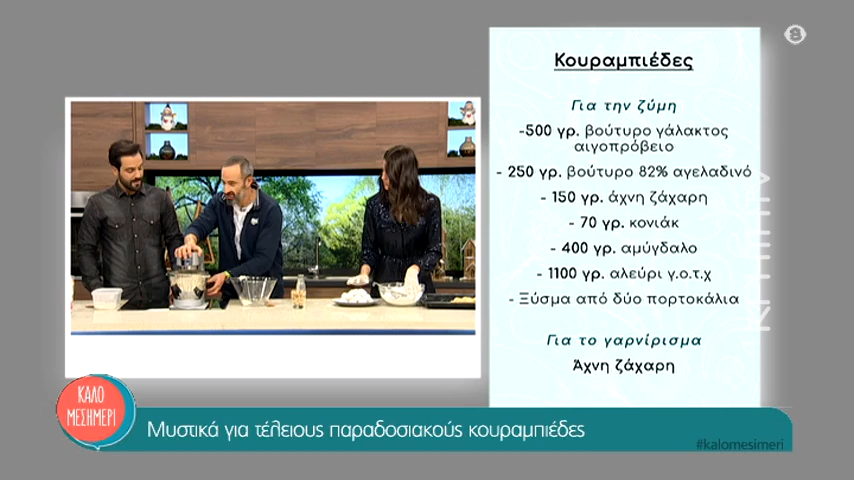 Κουραμπιέδες
Για την ζύμη
-500 γρ. βούτυρο γάλακτος
αιγοπρόβειο
- 250 γρ. βούτυρο 82% αγελαδινό
- 150 γρ. άχνη ζάχαρη
- 70 γρ. κονιάκ
- 400 γρ. αμύγδαλο
- 1100 γρ. αλεύρι γ.ο.τ.χ
- Ξύσμα από δύο πορτοκάλια
Για το γαρνίρισμα
Άχνη ζάχαρη
ΚΑΛΟ
ΜΕΣΗΜΕΡΙ
Μυστικά για τέλειους παραδοσιακούς κουραμπιέδες
#kalomesimeri